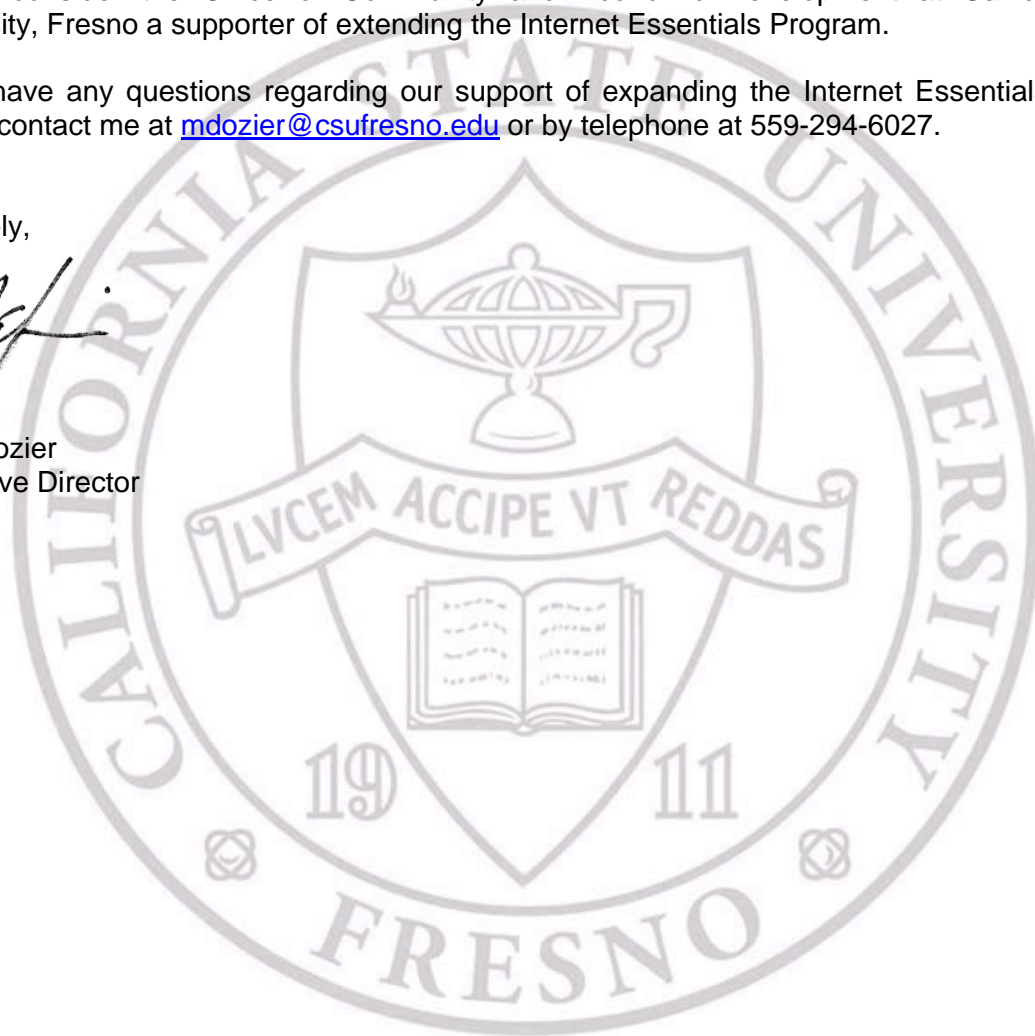 sity, Fresno a supporter of extending the Internet Essentials Program.
have any questions regarding our support of expanding the Internet Essential
contact me at mdozier@csufresno.edu or by telephone at 559-294-6027.
ly,
ozier
ve Director
CALIFORNIA STATE UNIVERSITY
LVCEM ACCIPE VT REDDAS
19 11
FRESNO